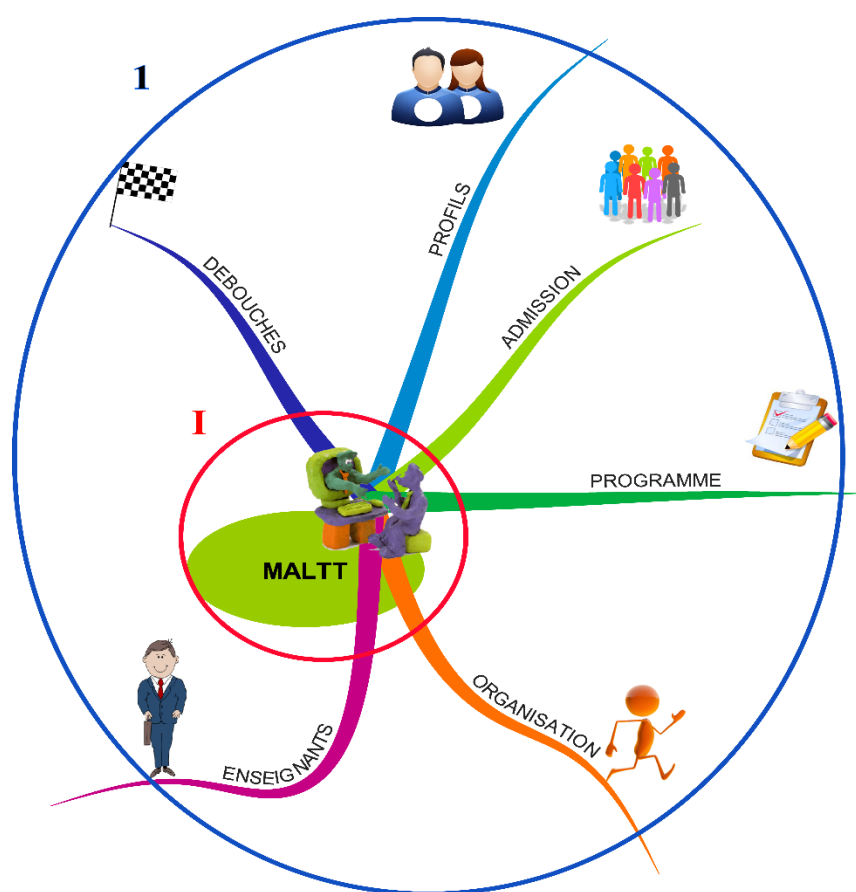 1
PROFILS
ADMISSION
DEBOUCHES
I
PROGRAMME
MALTT
ORGANISATION
ENSEIGNANTS